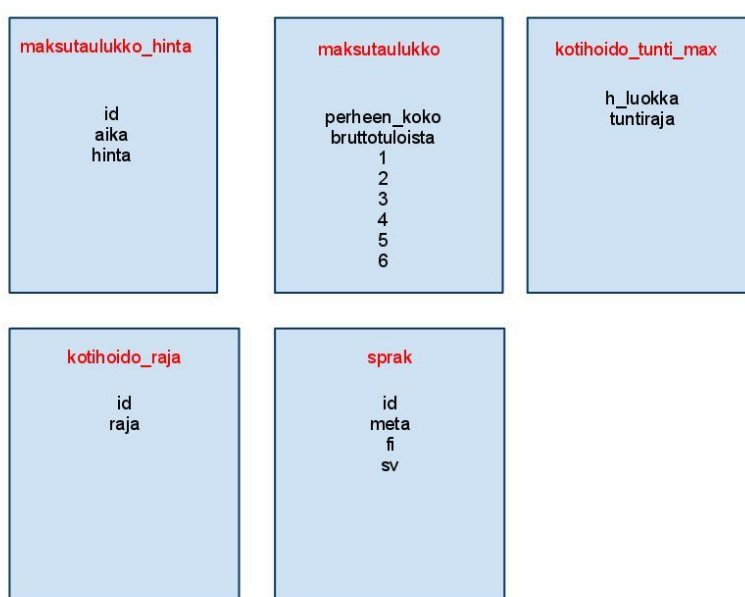 maksutaulukko_hinta
id
aika
hinta
maksutaulukko
perheen_koko
bruttotuloista
1
2
3
4
5
6
kotihoido_tunti_max
h_luokka
tuntiraja
kotihoido_raja
id
raja
sprak
id
meta
fi
sv